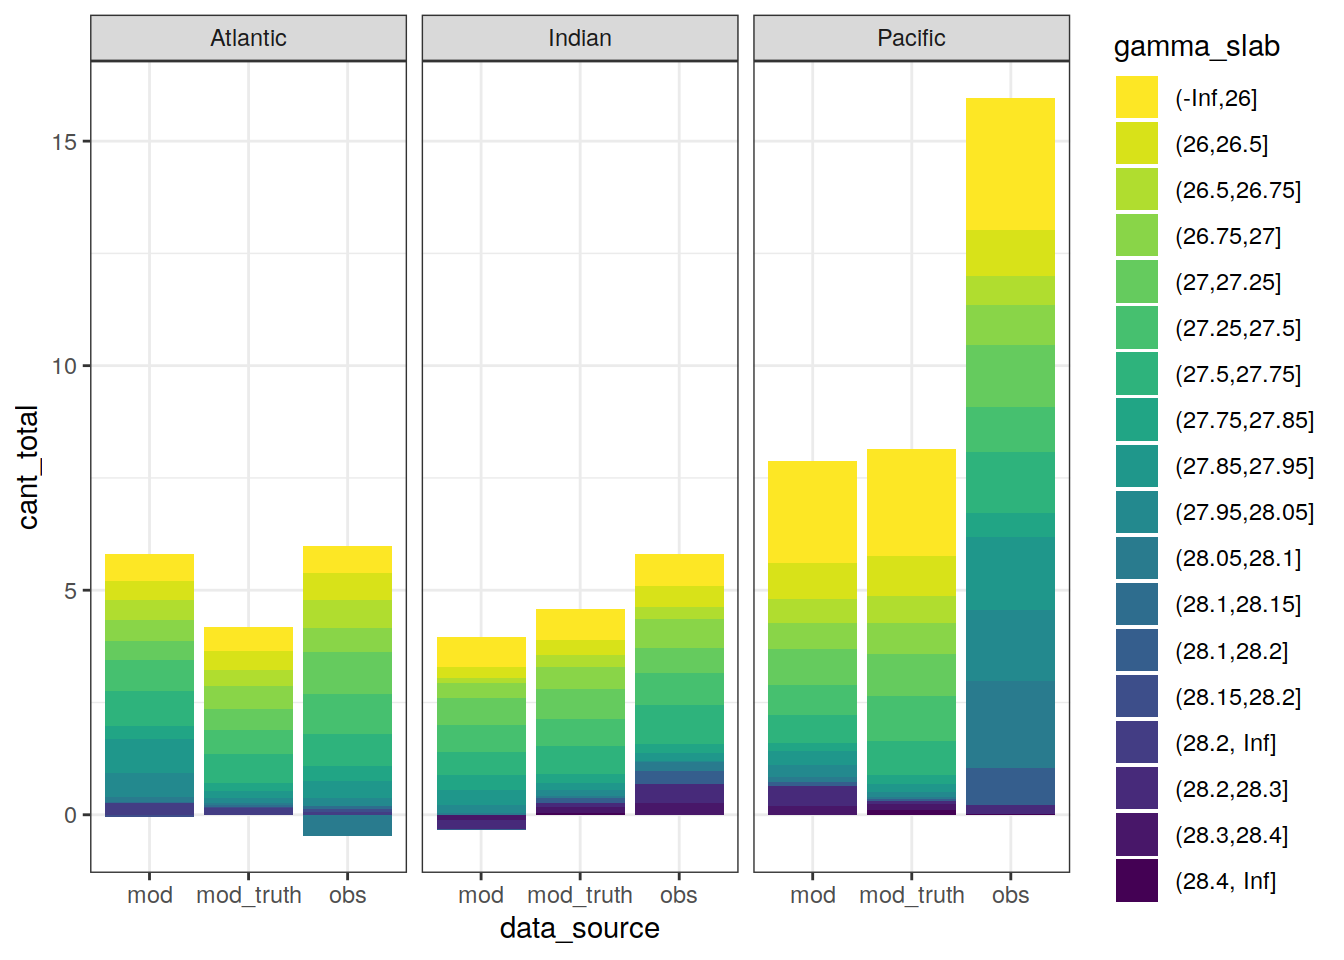 Atlantic
Indian
Pacific
cant_total
15
10
5
0
mod
mod_truth
obs
mod
mod_truth
obs
mod
mod_truth
obs
data_source
gamma_slab
(-Inf,26]
(26,26.5]
(26.5,26.75]
(26.75,27]
(27,27.25]
(27.25,27.5]
(27.5,27.75]
(27.75,27.85]
(27.85,27.95]
(27.95,28.05]
(28.05,28.1]
(28.1,28.15]
(28.1,28.2]
(28.15,28.2]
(28.2, Inf]
(28.2,28.3]
(28.3,28.4]
(28.4, Inf]